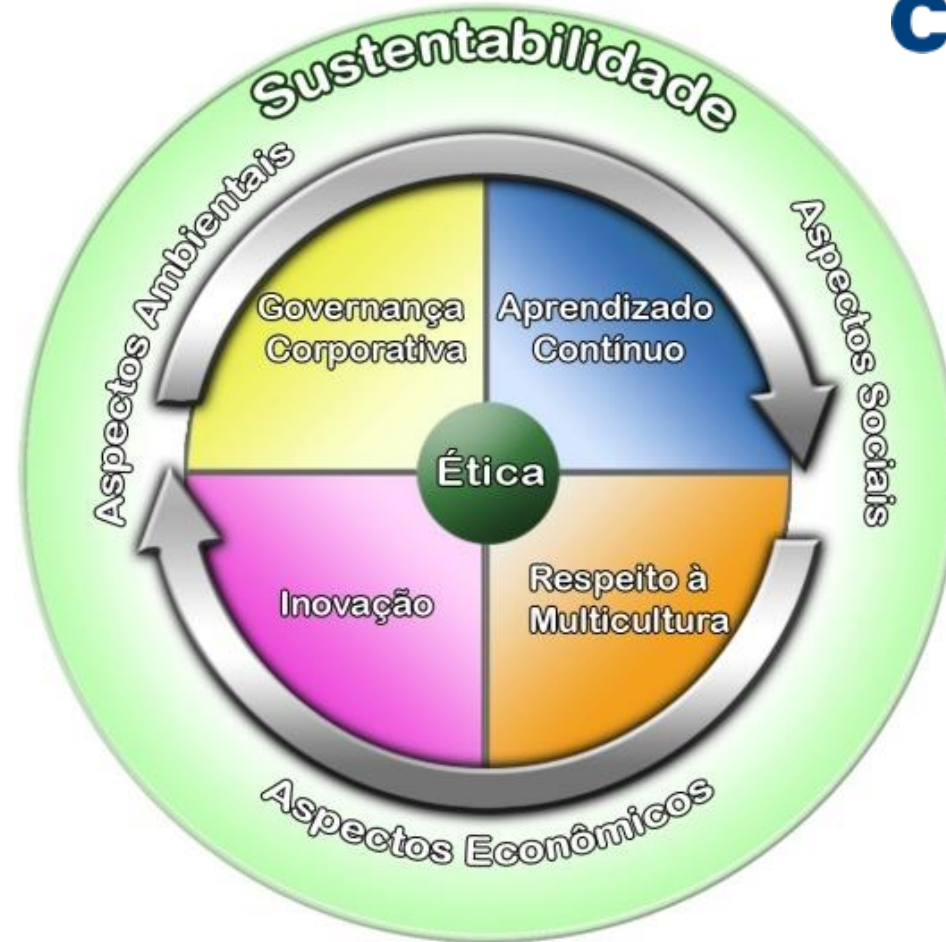 Sustentabilidade
Aspectos Ambientais
Aspectos Sociais
Governança
Corporativa
Aprendizado
Contínuo
Ética
Inovação
Respeito à
Multicultura
Aspectos Econômicos